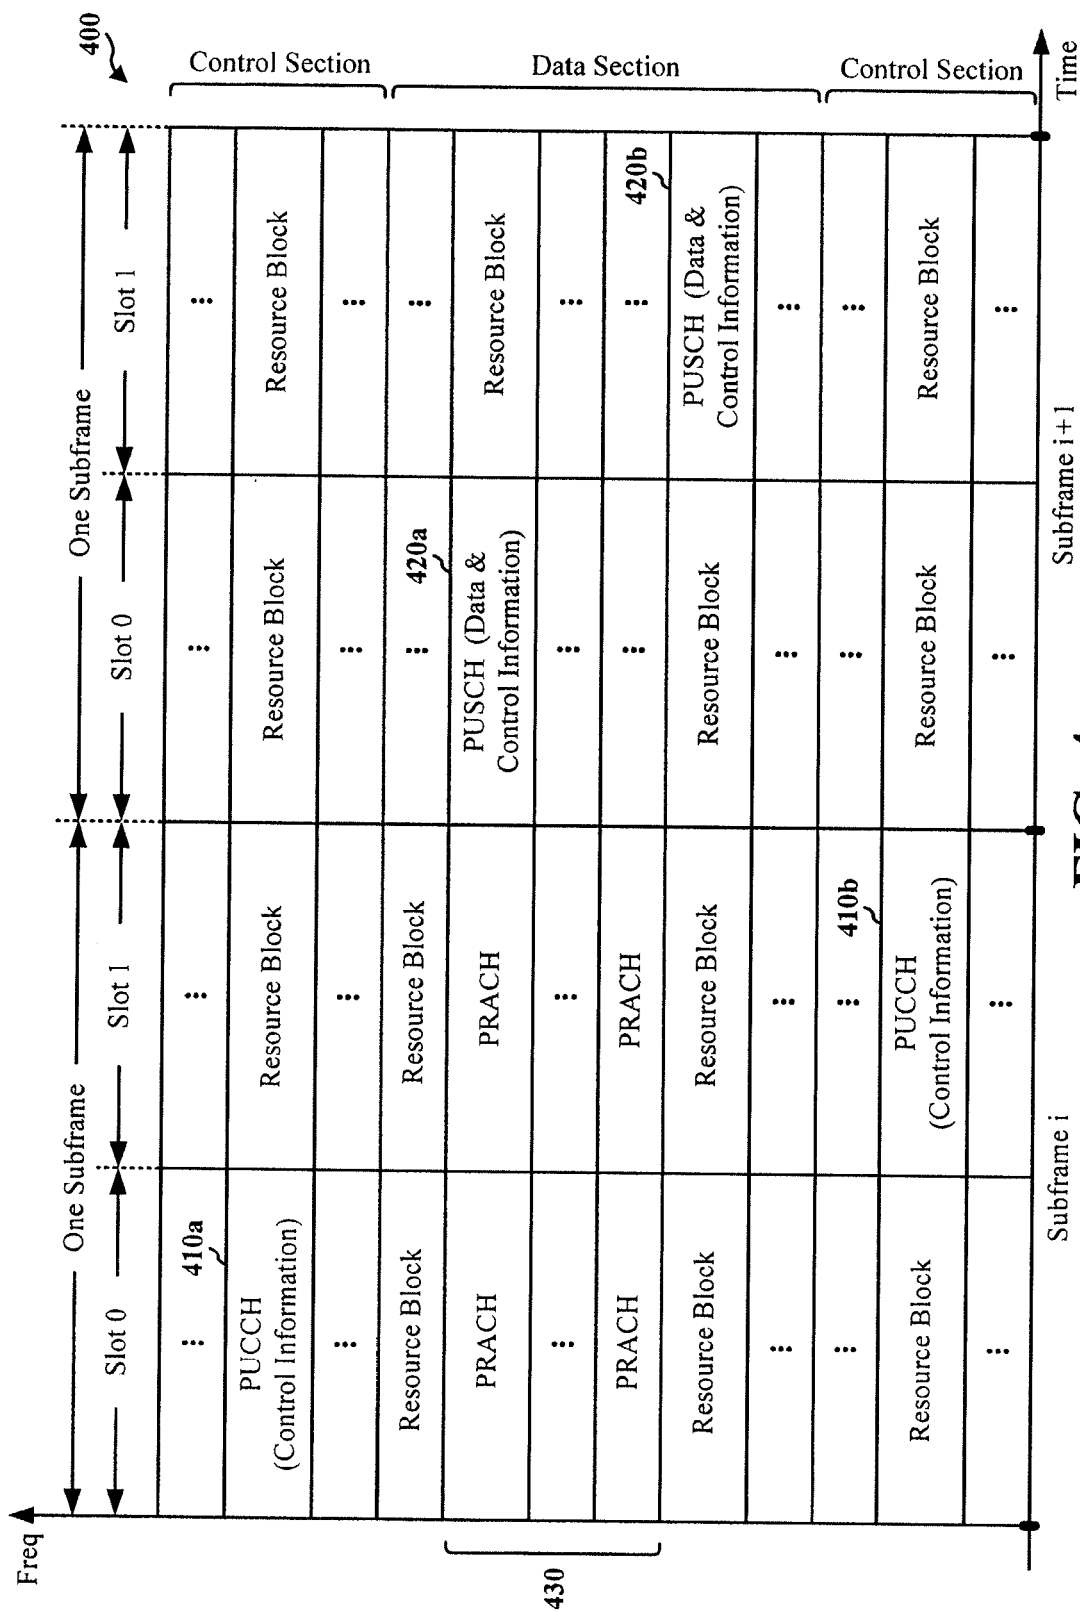 Freq
400
One Subframe
One Subframe
Slot 0
Slot 1
Slot 0
Slot 1
...
410a
...
...
...
Control Section
PUCCH
(Control Information)
Resource Block
Resource Block
Resource Block
...
...
...
...
Resource Block
Resource Block
...
420a
...
430
PRACH
PRACH
PUSCH (Data &
Control Information)
Resource Block
Data Section
...
...
...
...
PRACH
PRACH
...
...
420b
Resource Block
Resource Block
Resource Block
PUSCH (Data &
Control Information)
...
...
...
...
...
...
410b
...
...
Control Section
Resource Block
PUCCH
(Control Information)
Resource Block
Resource Block
...
...
...
...
Subframe i
Subframe i+1
Time
FIG. 4